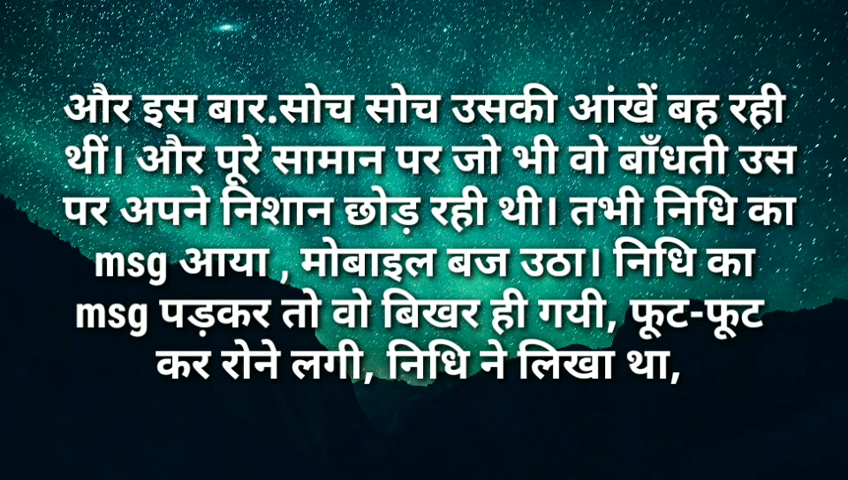 और इस बार.सोच सोच उसकी आंखें बह रही
थीं। और पूरे सामान पर जो भी वो बाँधती उस
पर अपने निशान छोड़ रही थी। तभी निधि का
msg आया , मोबाइल बज उठा। निधि का
msg पड़कर तो वो बिखर ही गयी, फूट-फूट
कर रोने लगी, निधि ने लिखा था,